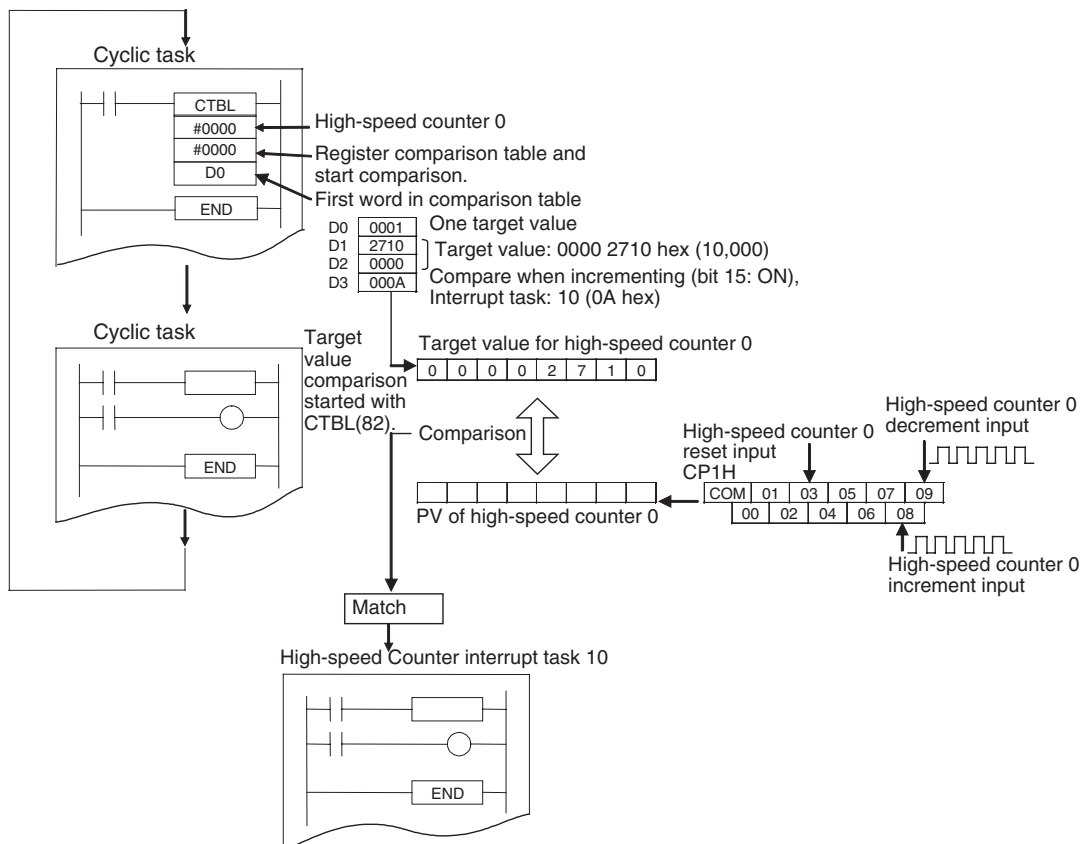 Cyclic task
CTBL
#0000
#0000
D0
END
High-speed counter 0
Register comparison table and
start comparison.
First word in comparison table
D0 0001 One target value
D1 2710 Target value: 0000 2710 hex (10,000)
D2 0000
D3 000A Compare when incrementing (bit 15: ON),
Interrupt task: 10 (0A hex)
Cyclic task
END
Target
value
comparison
started with
CTBL(82).
Target value for high-speed counter 0
0 0 0 0 2 7 1 0
Comparison
PV of high-speed counter 0
High-speed counter 0
reset input
CP1H
High-speed counter 0
decrement input
COM 01 03 05 07 09
00 02 04 06 08
High-speed counter 0
increment input
Match
High-speed Counter interrupt task 10
END